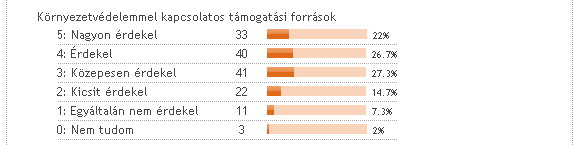 Környezetvédelemmel kapcsolatos támogatási források
5: Nagyon érdekel 33 22%
4: Érdekel 40 26.7%
3: Közepesen érdekel 41 27.3%
2: Kicsit érdekel 22 14.7%
1: Egyáltalán nem érdekel 11 7.3%
0: Nem tudom 3 2%